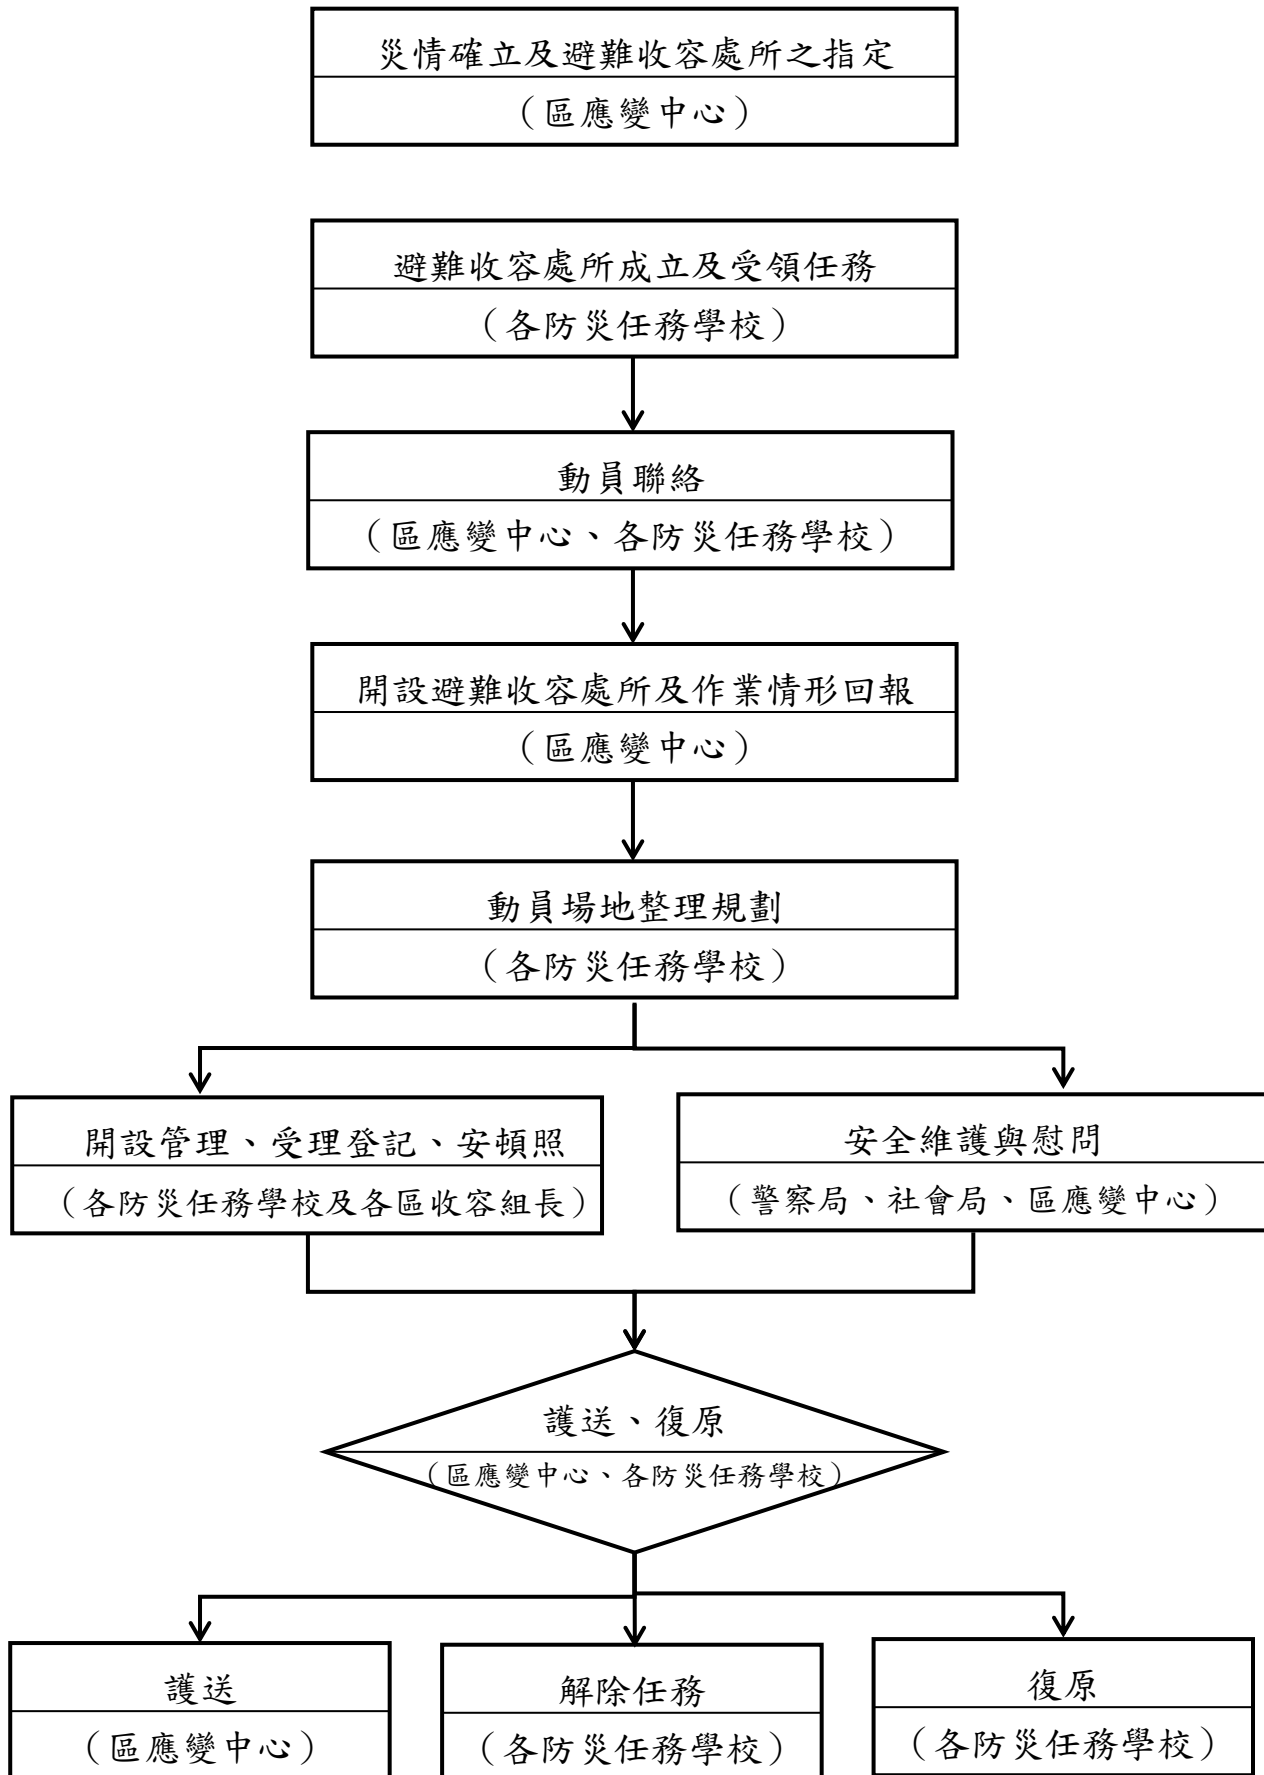 災情確立及避難收容處所之指定
（區應變中心）
避難收容處所成立及受領任務
（各防災任務學校）
動員聯絡
（區應變中心、各防災任務學校）
開設避難收容處所及作業情形回報
（區應變中心）
動員場地整理規劃
（各防災任務學校）
開設管理、受理登記、安頓照
（各防災任務學校及各區收容組長）
安全維護與慰問
（警察局、社會局、區應變中心）
護送、復原
（區應變中心、各防災任務學校）
護送
（區應變中心）
解除任務
（各防災任務學校）
復原
（各防災任務學校）